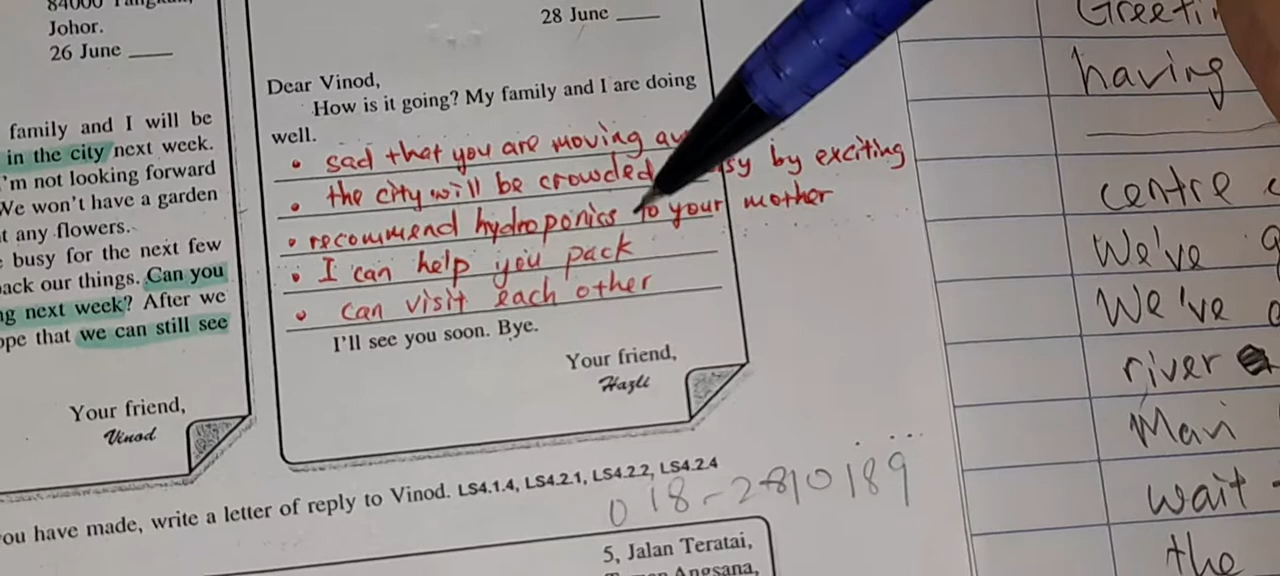 Johor.
26 June ____
family and I will be
in the city next week.
I'm not looking forward
We won't have a garden
any flowers.
busy for the next few
pack our things. Can you
next week? After we
that we can still see
Your friend,
Vinod
28 June ____
Dear Vinod,
How is it going? My family and I are doing
well.
• sad that you are moving
• the city will be crowded by exciting
• recommend hydroponics to your mother
• I can help you pack
• can visit each other
I'll see you soon. Bye.
Your friend,
Hazli
you have made, write a letter of reply to Vinod. LS4.1.4, LS4.2.1, LS4.2.2, LS4.2.4
018-2810189
5, Jalan Teratai,
Angsana,
having
centre
We've
We've
river
Man
wait
the